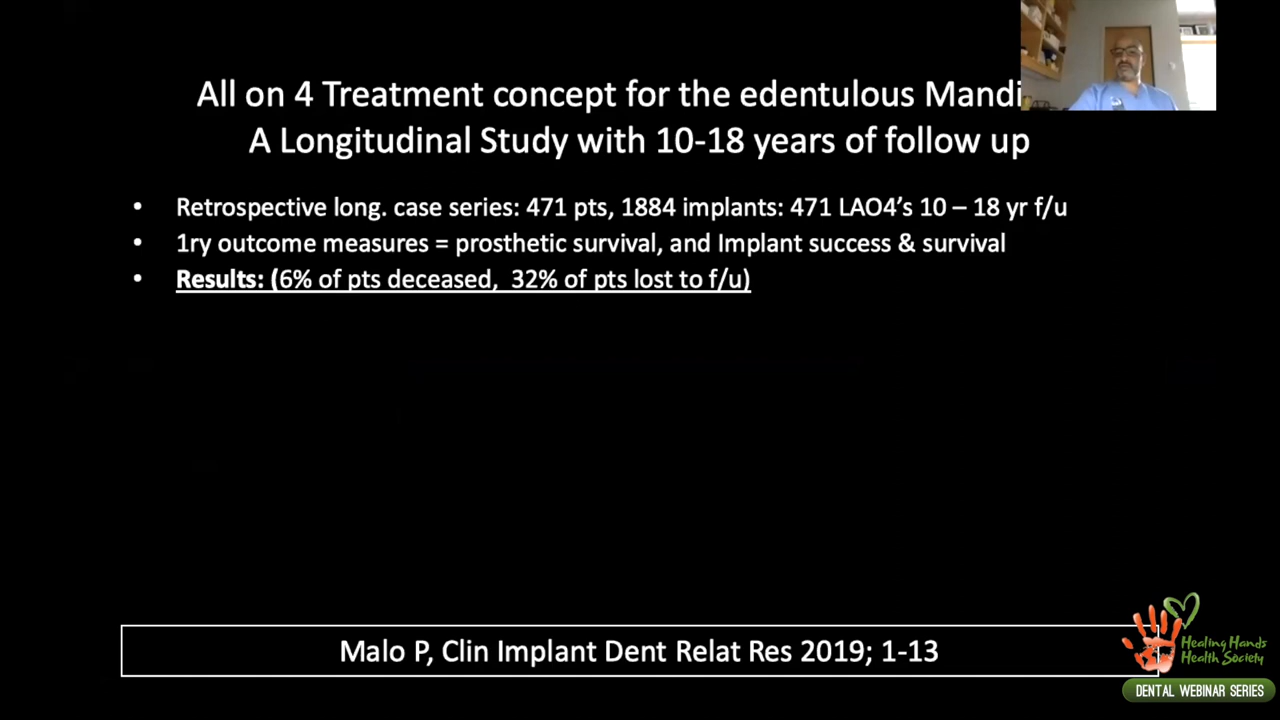 All on 4 Treatment concept for the edentulous Mandi
A Longitudinal Study with 10-18 years of follow up
• Retrospective long. case series: 471 pts, 1884 implants: 471 LAO4’s 10 – 18 yr f/u
• 1ry outcome measures = prosthetic survival, and Implant success & survival
• Results: (6% of pts deceased, 32% of pts lost to f/u)
Malo P, Clin Implant Dent Relat Res 2019; 1-13
Healing Hands
Health Society
DENTAL WEBINAR SERIES